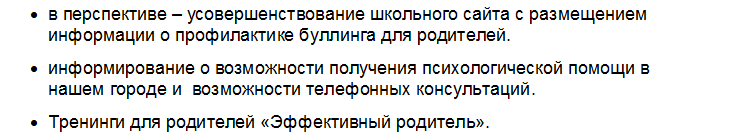 • в перспективе – усовершенствование школьного сайта с размещением
информации о профилактике буллинга для родителей.
• информирование о возможности получения психологической помощи в
нашем городе и  возможности телефонных консультаций.
• Тренинги для родителей «Эффективный родитель».